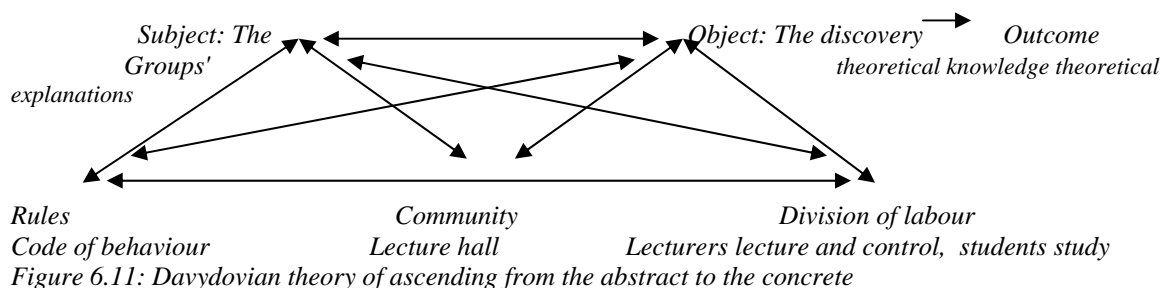 Subject: The Object: The discovery Outcome
Groups' theoretical knowledge theoretical
explanations
Rules Community Division of labour
Code of behaviour Lecture hall Lecturers lecture and control, students study
Figure 6.11: Davydovian theory of ascending from the abstract to the concrete